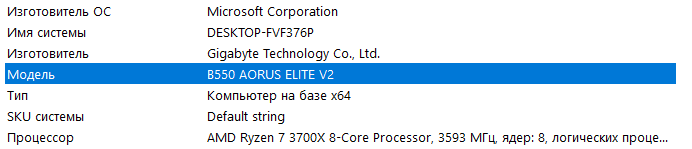 Изготовитель ОС Microsoft Corporation
Имя системы DESKTOP-FVF376P
Изготовитель Gigabyte Technology Co., Ltd.
Модель B550 AORUS ELITE V2
Тип Компьютер на базе x64
SKU системы Default string
Процессор AMD Ryzen 7 3700X 8-Core Processor, 3593 МГц, ядер: 8, логических проце...